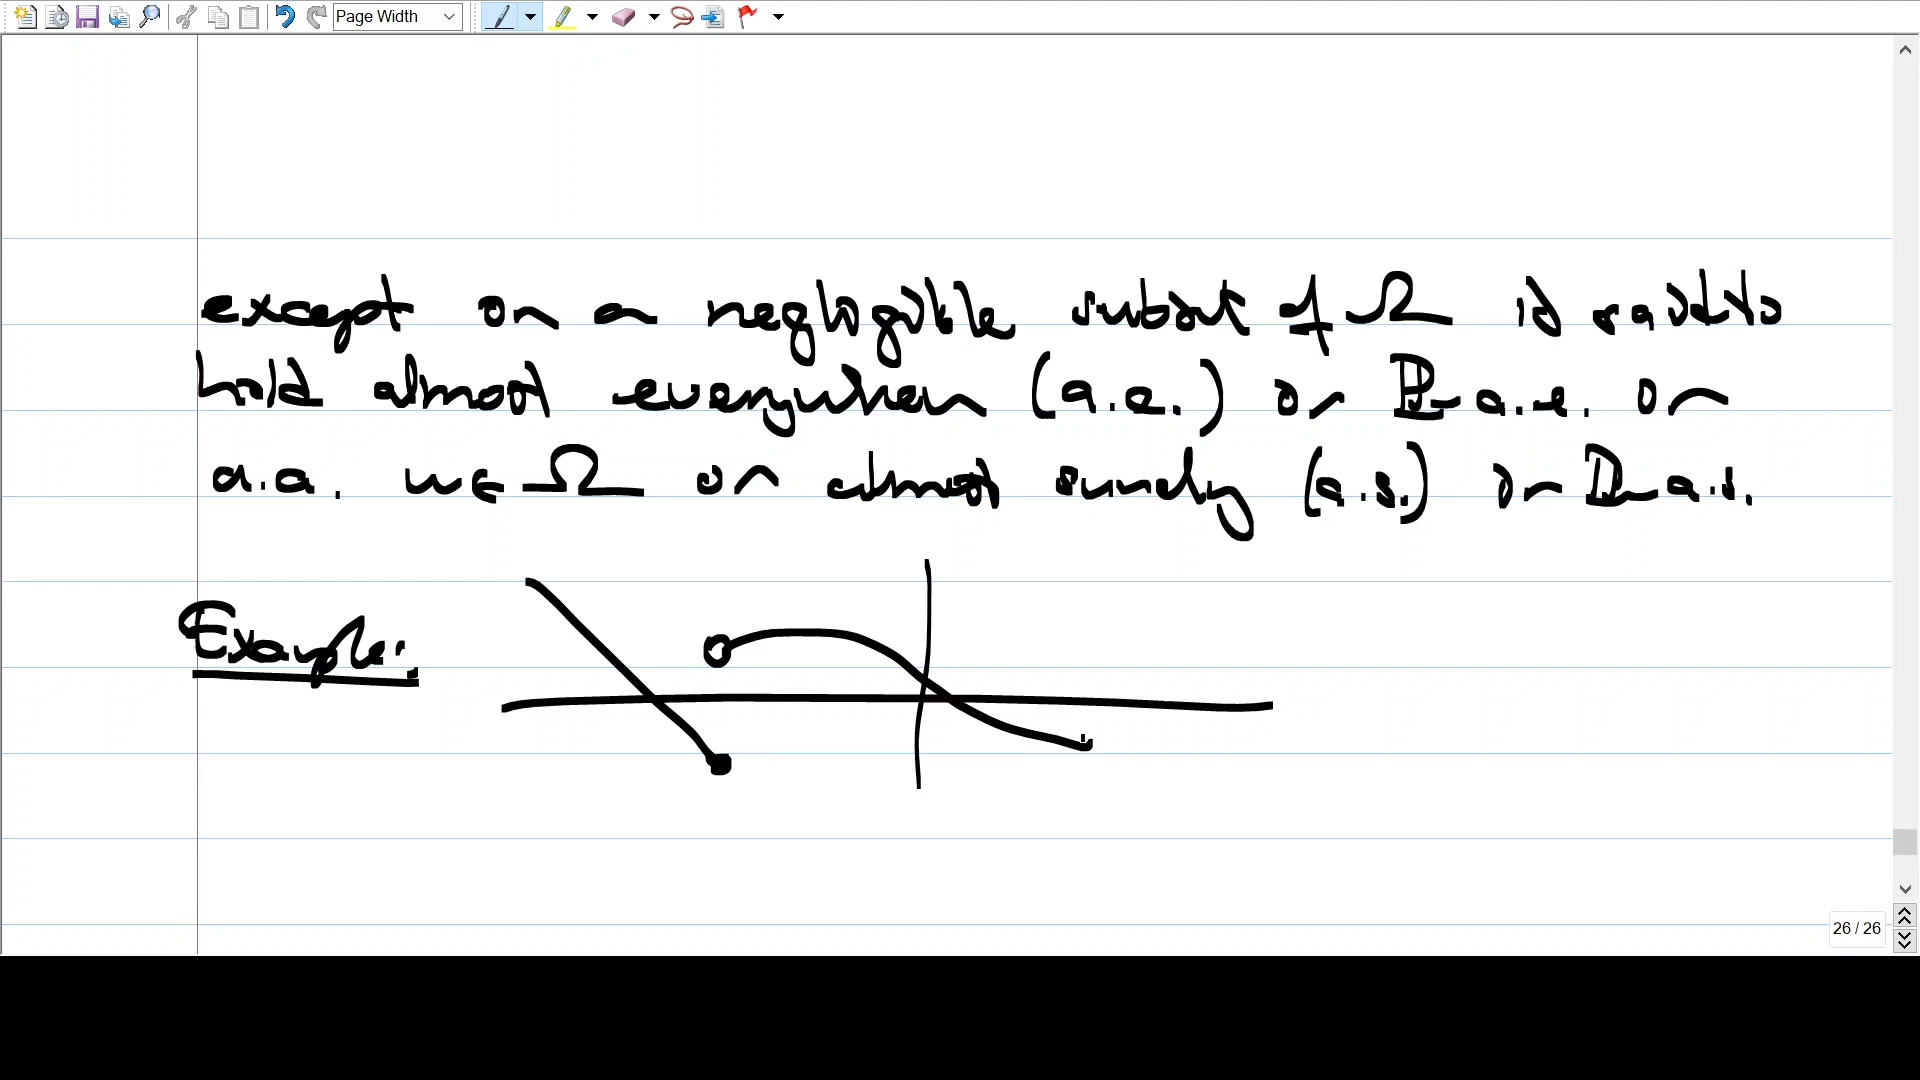 Page Width
except on a negligible subset of Ω is said to
hold almost everywhere (a.e.) or ℙ-a.e. or
a.a. ω ∈ Ω or almost surely (a.s.) or ℙ-a.s.
Example:
26 / 26